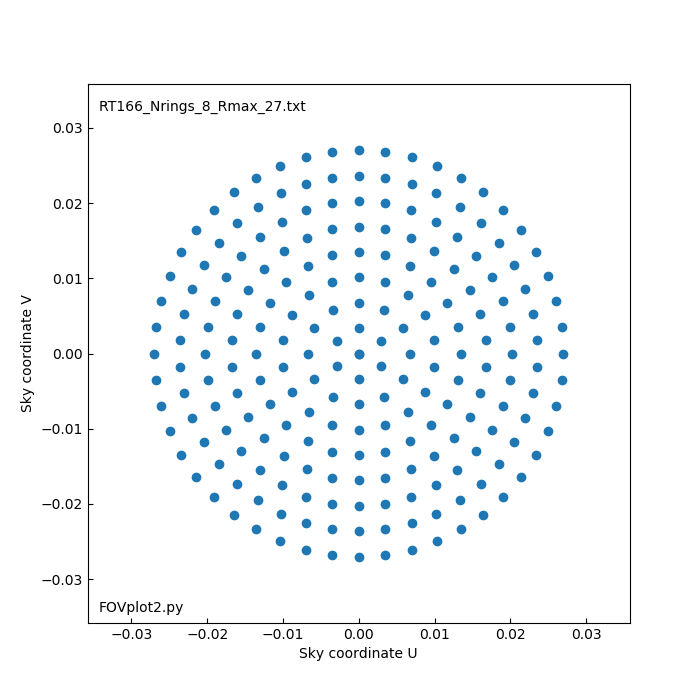 RT166_Nrings_8_Rmax_27.txt
0.03
0.02
0.01
0.00
−0.01
−0.02
−0.03
Sky coordinate V
FOVplot2.py
−0.03 −0.02 −0.01 0.00 0.01 0.02 0.03
Sky coordinate U